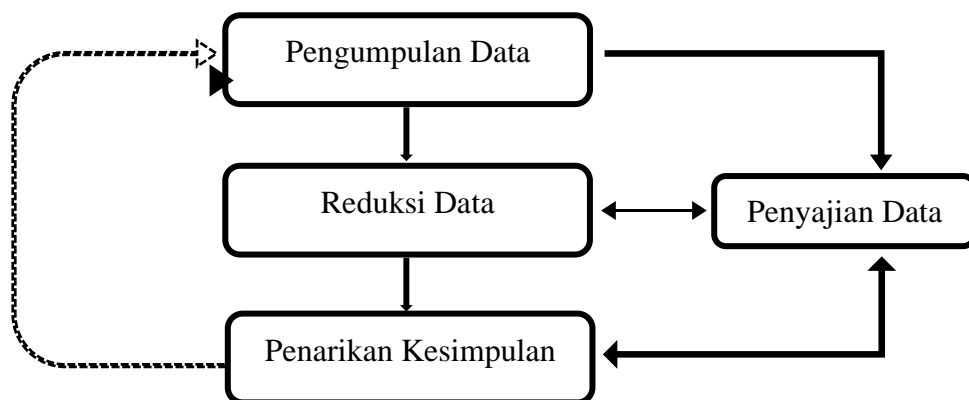 Pengumpulan Data
Reduksi Data
Penyajian Data
Penarikan Kesimpulan